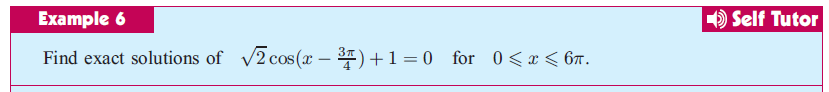 Example 6
Self Tutor
Find exact solutions of √2 cos(x − 3π/4) + 1 = 0 for 0 ⩽ x ⩽ 6π.